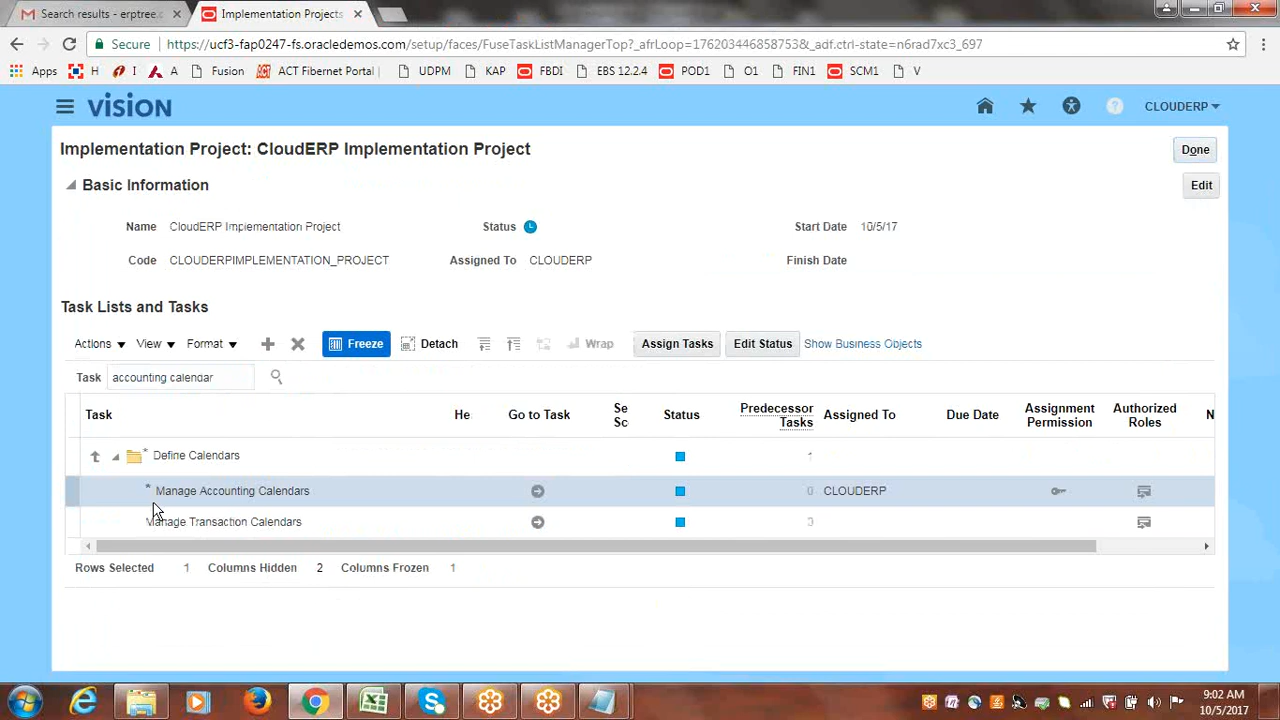 Search results - erptree.c
Implementation Projects:
Secure
https://ucf3-fap0247-fs.oracledemos.com/setup/faces/FuseTaskListManagerTop?_afrLoop=1762034468587538&_adf.ctrl-state=n6rad7xc3_697
Apps H I A Fusion ACT Fibernet Portal UDPM KAP FBDI EBS 12.2.4 POD1 O1 FIN1 SCM1 V
VISION
CLOUDERP
Implementation Project: CloudERP Implementation Project
Done
Basic Information
Edit
Name CloudERP Implementation Project Status Start Date 10/5/17
Code CLOUDERPIMPLEMENTATION_PROJECT Assigned To CLOUDERP Finish Date
Task Lists and Tasks
Actions View Format Freeze Detach Wrap Assign Tasks Edit Status Show Business Objects
Task accounting calendar
Task He Go to Task Se Sc Status Predecessor Tasks Assigned To Due Date Assignment Permission Authorized Roles N
* Define Calendars 1
* Manage Accounting Calendars 0 CLOUDERP
Manage Transaction Calendars
Rows Selected 1 Columns Hidden 2 Columns Frozen 1
9:02 AM
10/5/2017